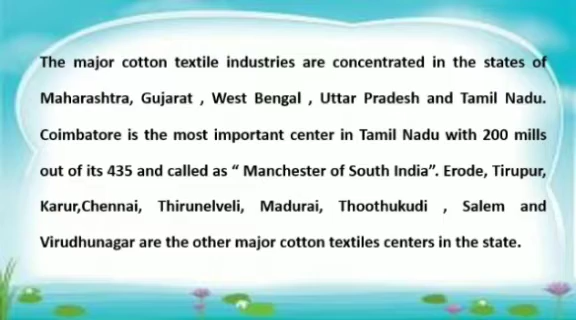 The major cotton textile industries are concentrated in the states of
Maharashtra, Gujarat , West Bengal , Uttar Pradesh and Tamil Nadu.
Coimbatore is the most important center in Tamil Nadu with 200 mills
out of its 435 and called as “ Manchester of South India”. Erode, Tirupur,
Karur,Chennai, Thirunelveli, Madurai, Thoothukudi , Salem and
Virudhunagar are the other major cotton textiles centers in the state.